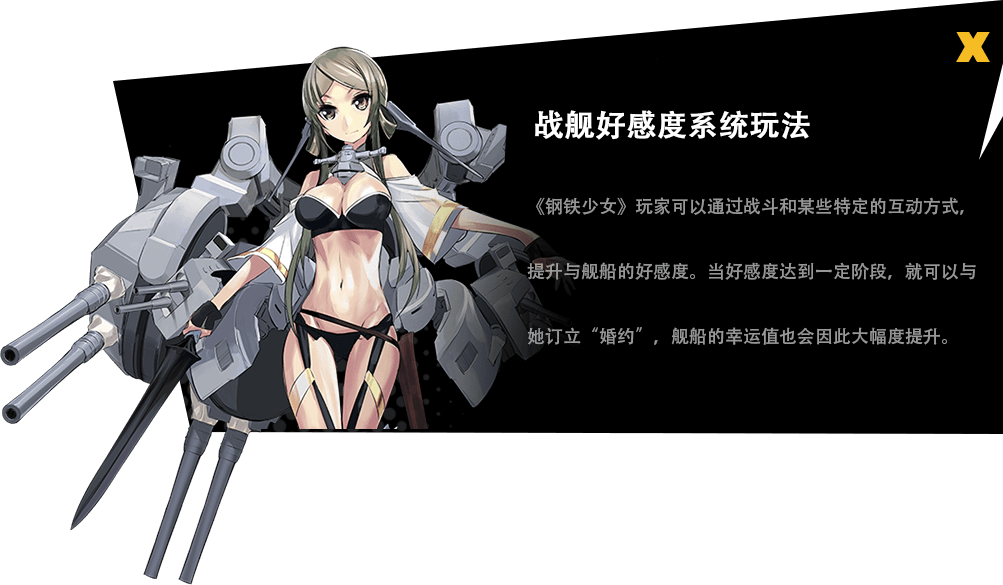 X
战舰好感度系统玩法
《钢铁少女》玩家可以通过战斗和某些特定的互动方式,
提升与舰船的好感度。当好感度达到一定阶段, 就可以与
她订立“婚约”, 舰船的幸运值也会因此大幅度提升。